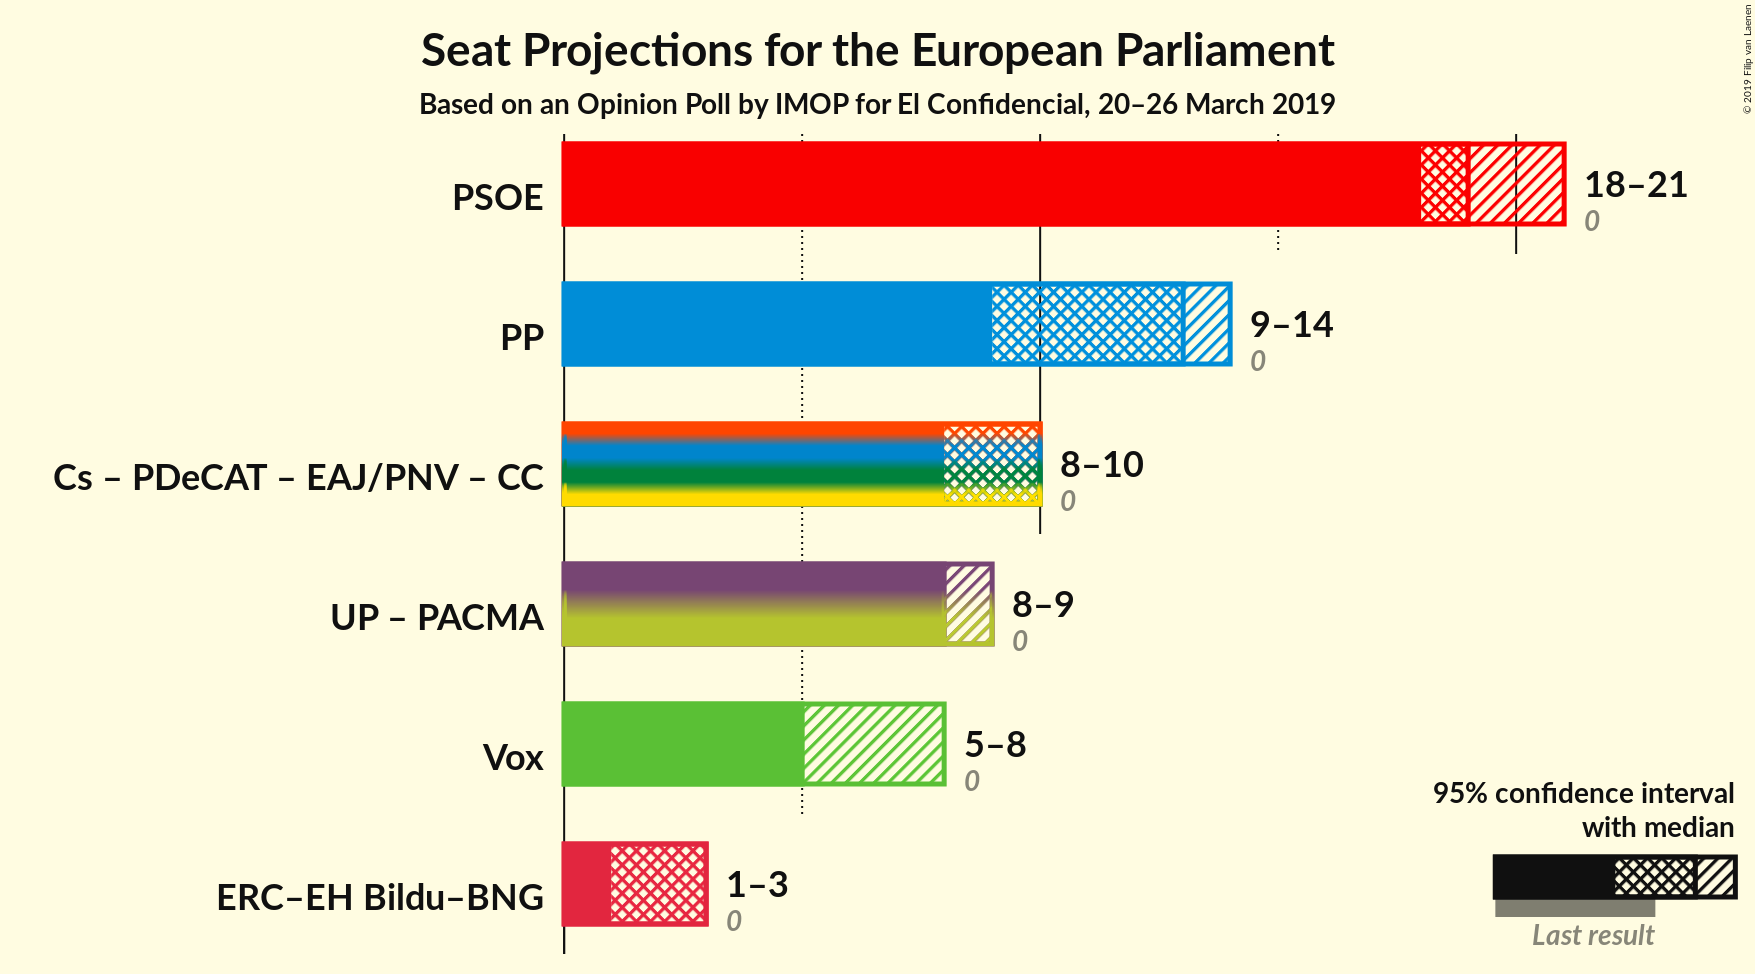 Seat Projections for the European Parliament
Based on an Opinion Poll by IMOP for El Confidencial, 20–26 March 2019
© 2019 Filip van Laenen
PSOE
18–21
0
PP
9–14
0
Cs – PDeCAT – EAJ/PNV – CC
8–10
0
UP – PACMA
8–9
0
Vox
5–8
0
ERC–EH Bildu–BNG
1–3
0
95% confidence interval
with median
Last result